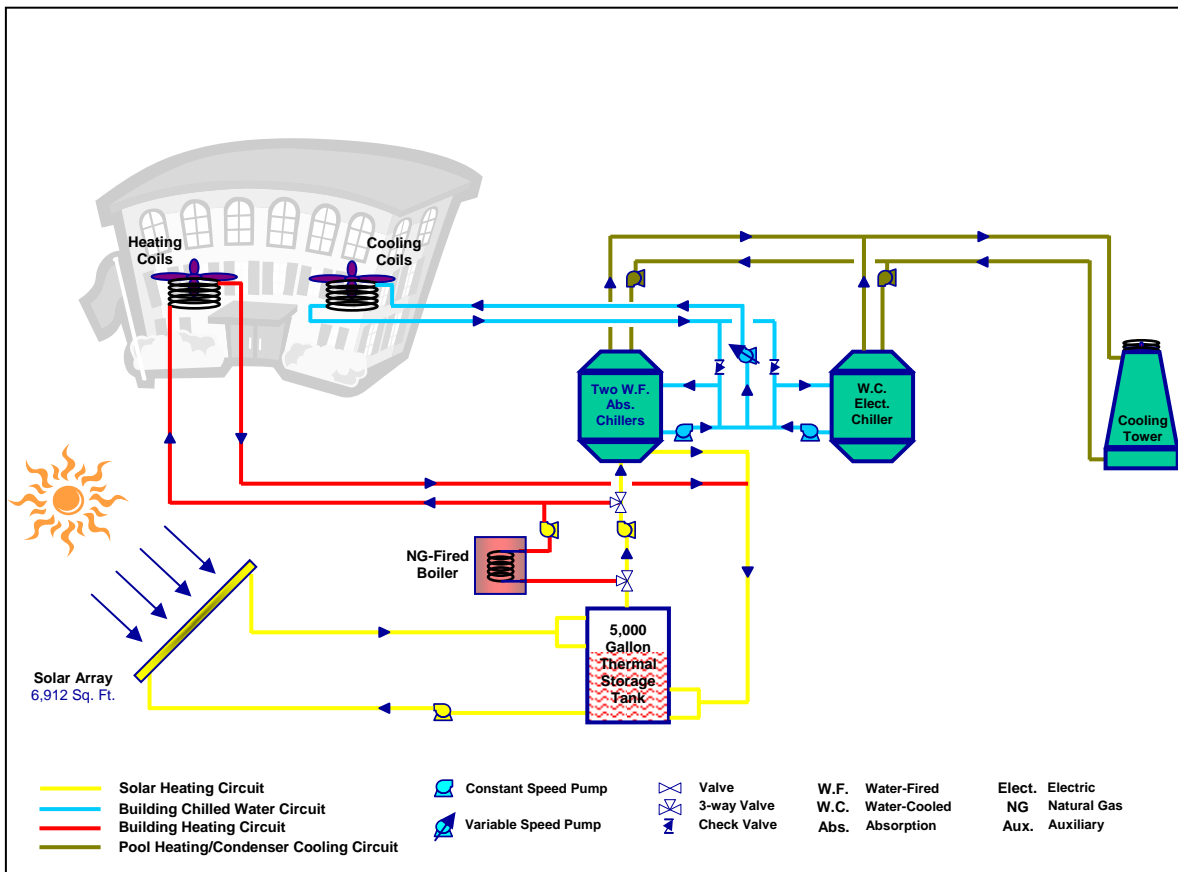 Heating
Coils
Cooling
Coils
Two W.F.
Abs.
Chillers
W.C.
Elect.
Chiller
Cooling
Tower
NG-Fired
Boiler
5,000
Gallon
Thermal
Storage
Tank
Solar Array
6,912 Sq. Ft.
Solar Heating Circuit
Building Chilled Water Circuit
Building Heating Circuit
Pool Heating/Condenser Cooling Circuit
Constant Speed Pump
Variable Speed Pump
Valve
3-way Valve
Check Valve
W.F. Water-Fired
W.C. Water-Cooled
Abs. Absorption
Elect. Electric
NG Natural Gas
Aux. Auxiliary